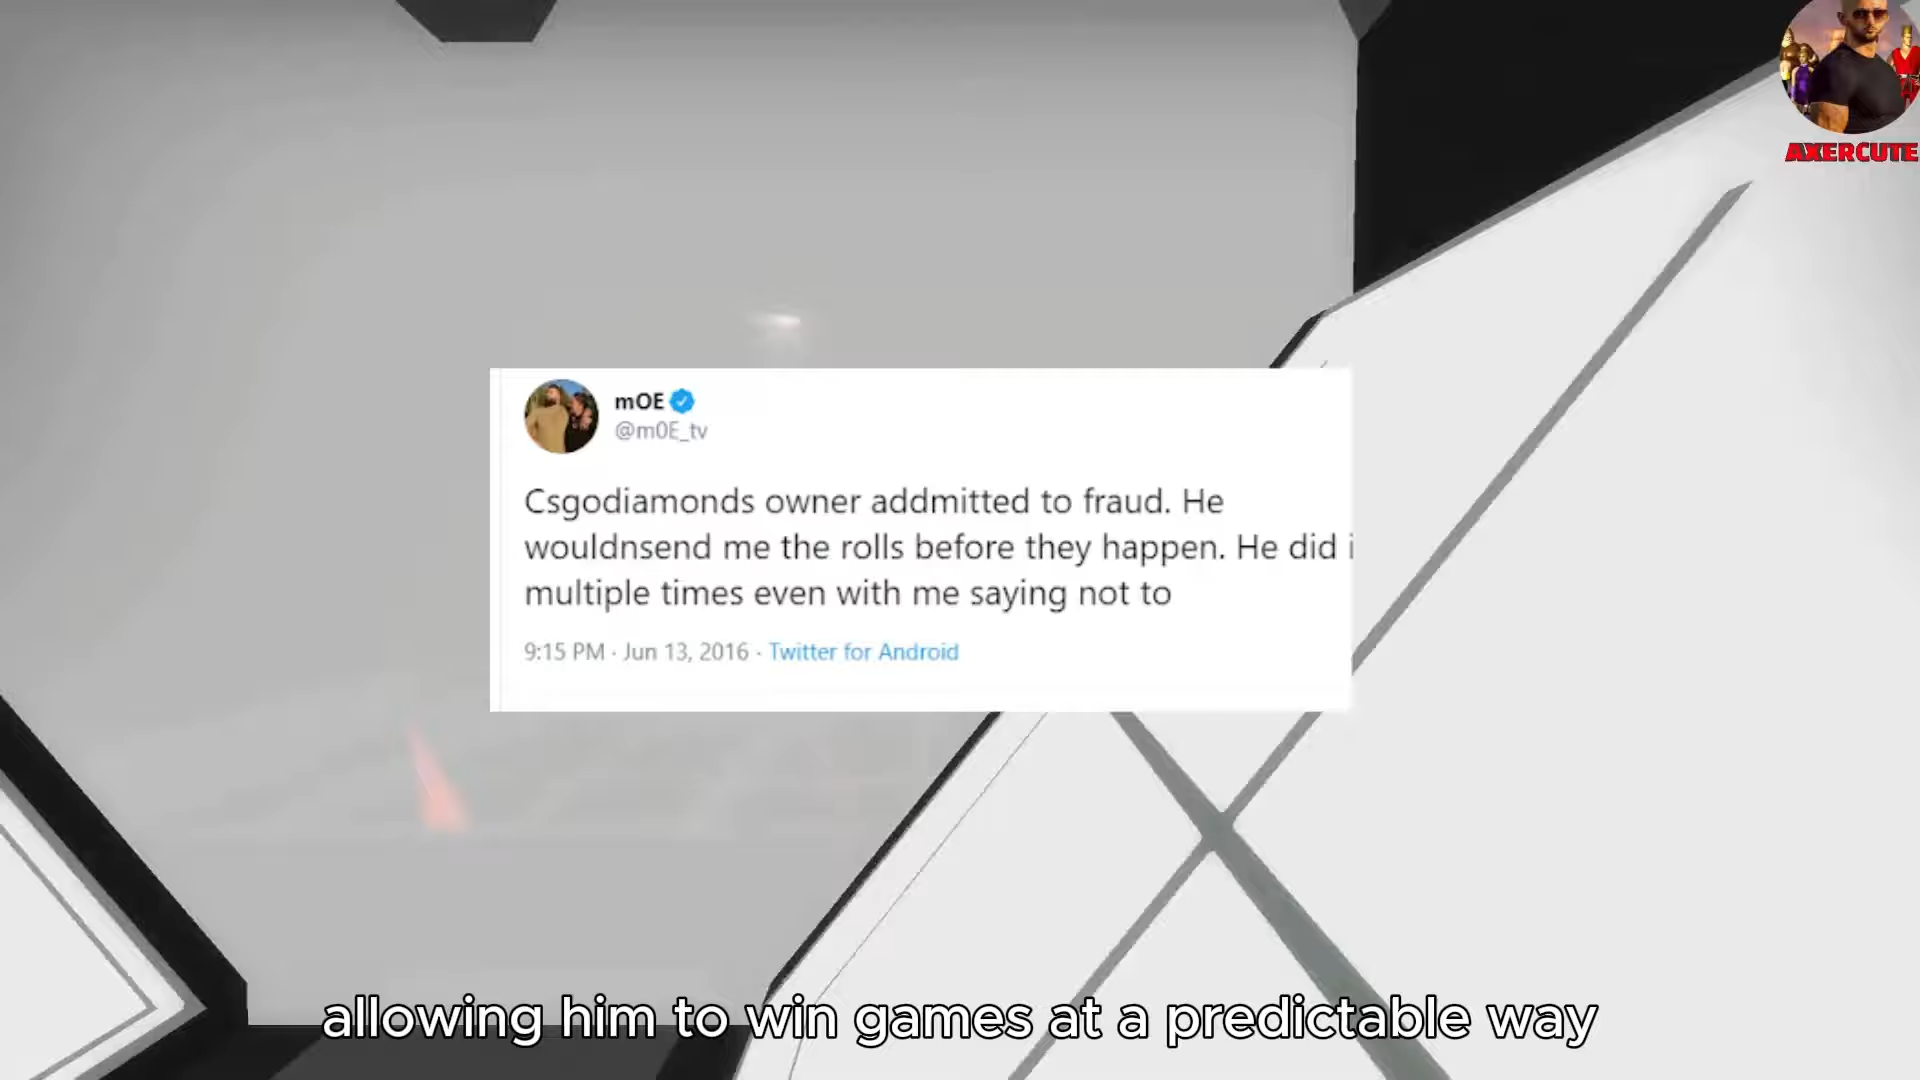 AXERCUTE
mOE
@m0E_tv
Csgodiamonds owner addmitted to fraud. He
wouldnsend me the rolls before they happen. He did i
multiple times even with me saying not to
9:15 PM · Jun 13, 2016 · Twitter for Android
allowing him to win games at a predictable way